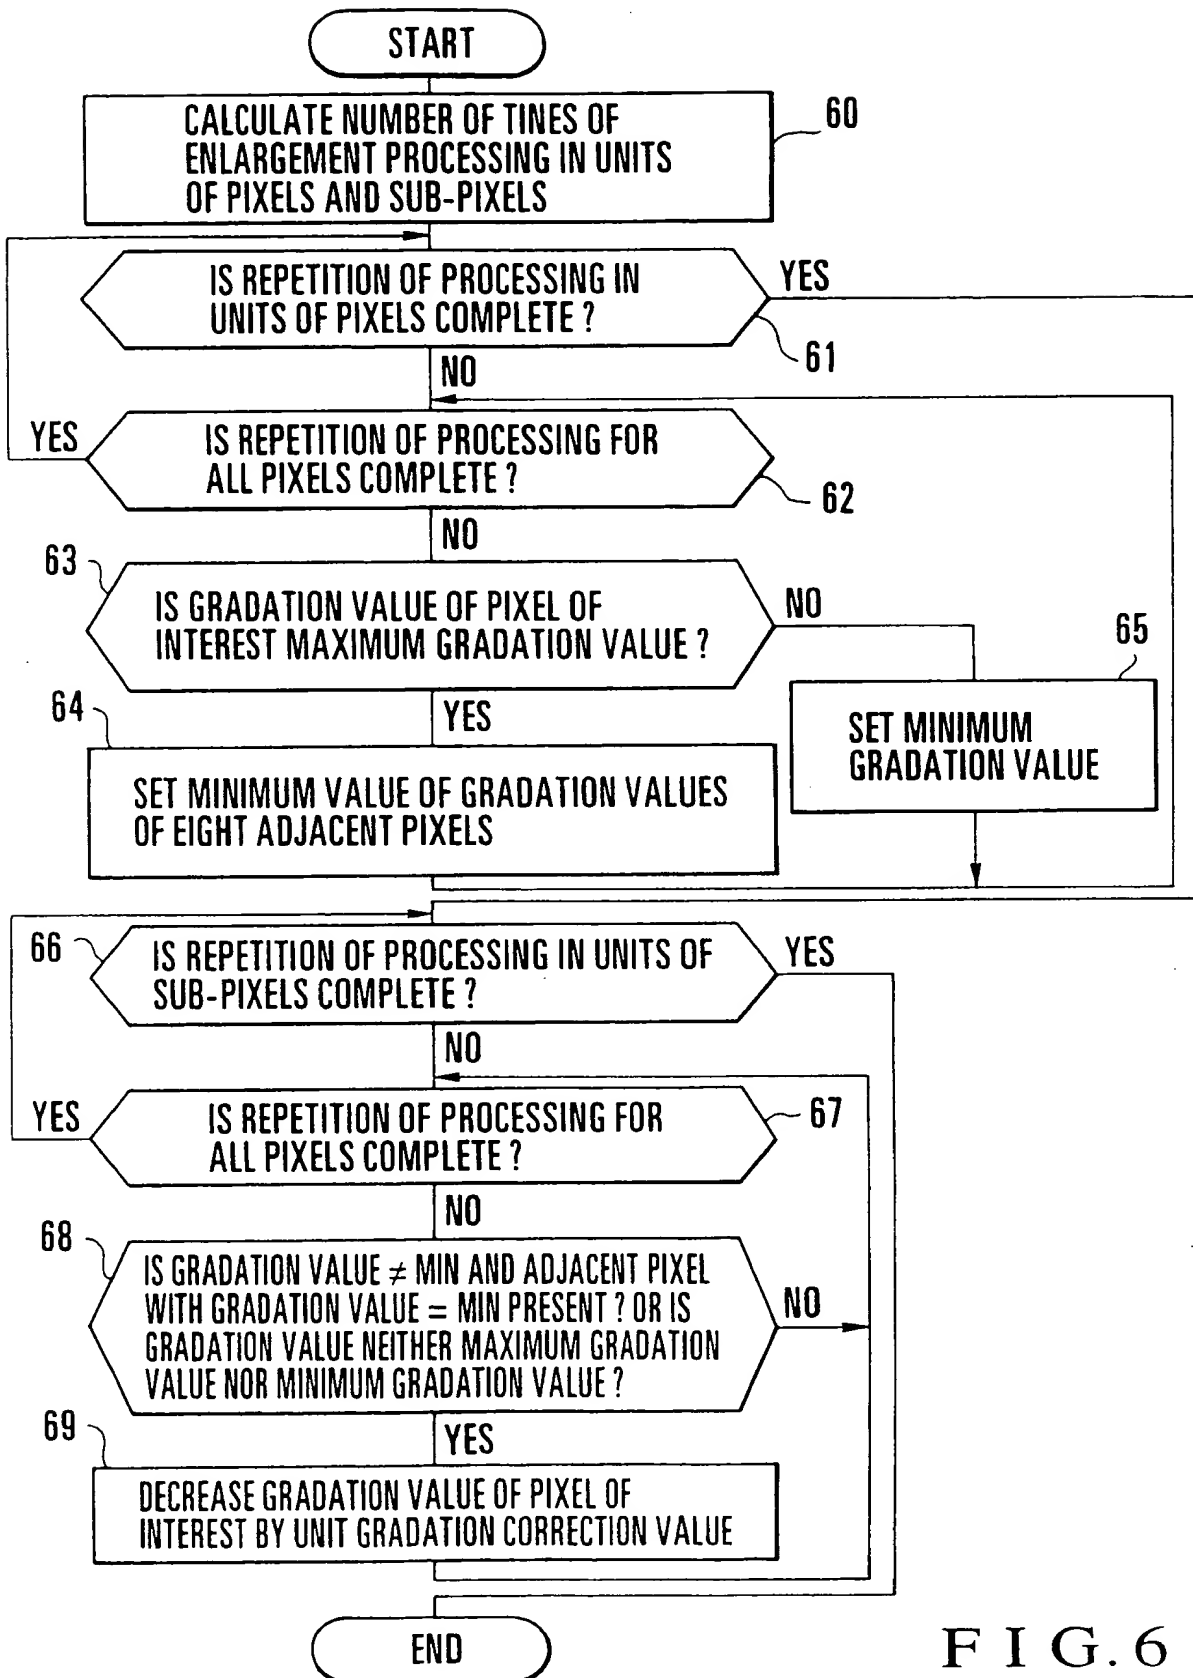 START
CALCULATE NUMBER OF TINES OF
ENLARGEMENT PROCESSING IN UNITS
OF PIXELS AND SUB-PIXELS
60
IS REPETITION OF PROCESSING IN
UNITS OF PIXELS COMPLETE ?
YES
61
NO
YES
IS REPETITION OF PROCESSING FOR
ALL PIXELS COMPLETE ?
62
NO
63
IS GRADATION VALUE OF PIXEL OF
INTEREST MAXIMUM GRADATION VALUE ?
NO
65
SET MINIMUM
GRADATION VALUE
64
YES
SET MINIMUM VALUE OF GRADATION VALUES
OF EIGHT ADJACENT PIXELS
66
IS REPETITION OF PROCESSING IN UNITS OF
SUB-PIXELS COMPLETE ?
YES
NO
YES
IS REPETITION OF PROCESSING FOR
ALL PIXELS COMPLETE ?
67
NO
68
IS GRADATION VALUE ≠ MIN AND ADJACENT PIXEL
WITH GRADATION VALUE = MIN PRESENT ? OR IS
GRADATION VALUE NEITHER MAXIMUM GRADATION
VALUE NOR MINIMUM GRADATION VALUE ?
NO
69
YES
DECREASE GRADATION VALUE OF PIXEL OF
INTEREST BY UNIT GRADATION CORRECTION VALUE
END
FIG. 6